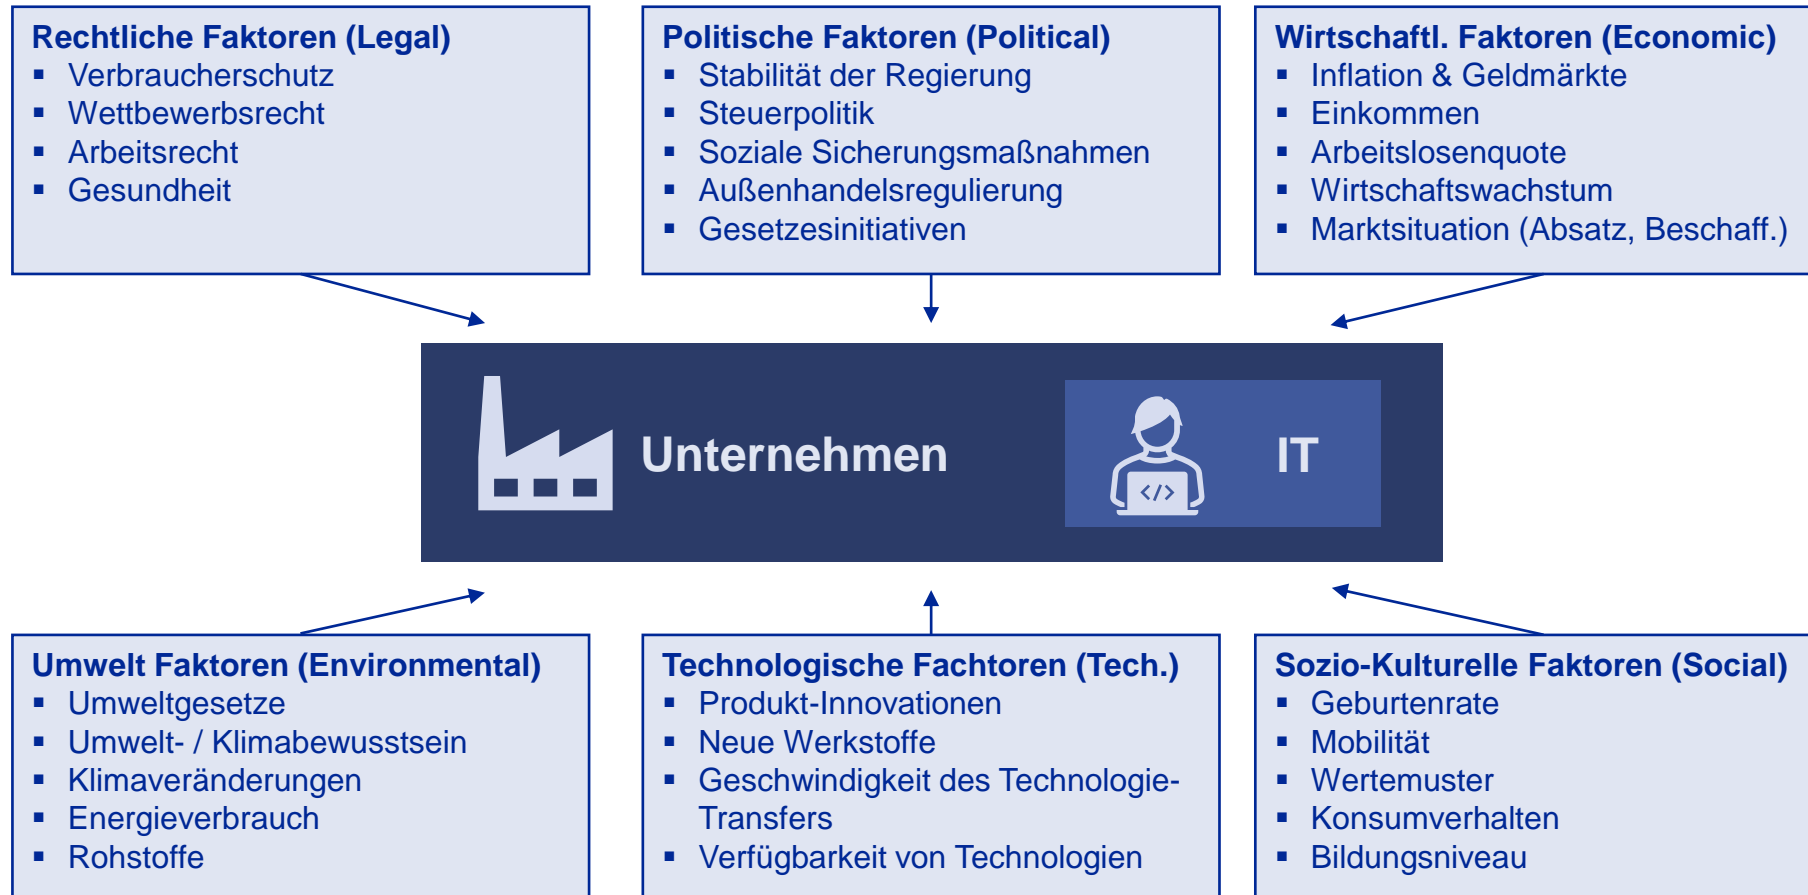 Rechtliche Faktoren (Legal)
▪ Verbraucherschutz
▪ Wettbewerbsrecht
▪ Arbeitsrecht
▪ Gesundheit
Politische Faktoren (Political)
▪ Stabilität der Regierung
▪ Steuerpolitik
▪ Soziale Sicherungsmaßnahmen
▪ Außenhandelsregulierung
▪ Gesetzesinitiativen
Wirtschaftl. Faktoren (Economic)
▪ Inflation & Geldmärkte
▪ Einkommen
▪ Arbeitslosenquote
▪ Wirtschaftswachstum
▪ Marktsituation (Absatz, Beschaff.)
Unternehmen
</>
IT
Umwelt Faktoren (Environmental)
▪ Umweltgesetze
▪ Umwelt- / Klimabewusstsein
▪ Klimaveränderungen
▪ Energieverbrauch
▪ Rohstoffe
Technologische Fachtoren (Tech.)
▪ Produkt-Innovationen
▪ Neue Werkstoffe
▪ Geschwindigkeit des Technologie-
Transfers
▪ Verfügbarkeit von Technologien
Sozio-Kulturelle Faktoren (Social)
▪ Geburtenrate
▪ Mobilität
▪ Wertemuster
▪ Konsumverhalten
▪ Bildungsniveau